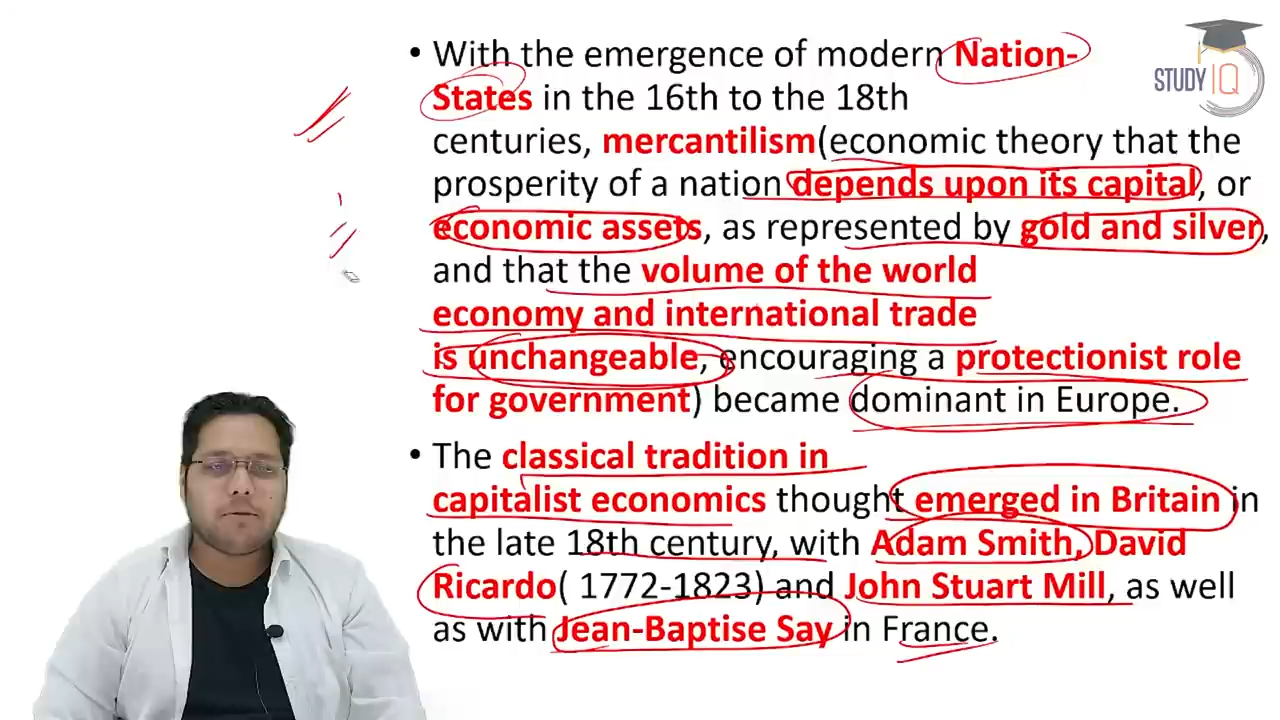 • With the emergence of modern Nation-
States in the 16th to the 18th
centuries, mercantilism(economic theory that the
prosperity of a nation depends upon its capital, or
economic assets, as represented by gold and silver,
and that the volume of the world
economy and international trade
is unchangeable, encouraging a protectionist role
for government) became dominant in Europe.
• The classical tradition in
capitalist economics thought emerged in Britain in
the late 18th century, with Adam Smith, David
Ricardo( 1772-1823) and John Stuart Mill, as well
as with Jean-Baptise Say in France.
STUDY IQ